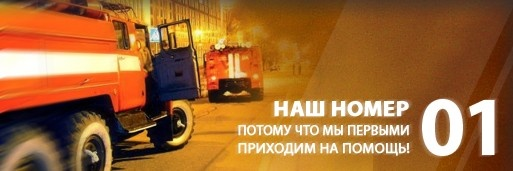 НАШ НОМЕР
ПОТОМУ ЧТО МЫ ПЕРВЫМИ
ПРИХОДИМ НА ПОМОЩЬ!
01